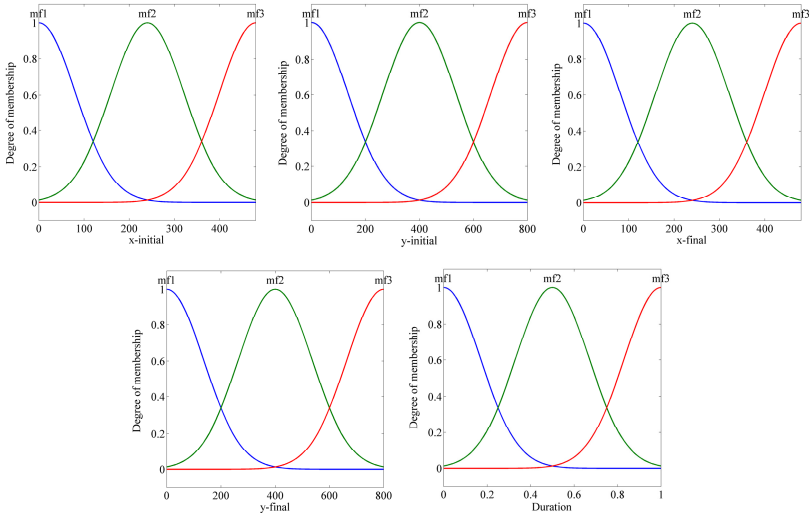 mf1 mf2 mf3
1
0.8
0.6
0.4
0.2
0
Degree of membership
0 100 200 300 400
x-initial
mf1 mf2 mf3
1
0.8
0.6
0.4
0.2
0
Degree of membership
0 200 400 600 800
y-initial
mf1 mf2 mf3
1
0.8
0.6
0.4
0.2
0
Degree of membership
0 100 200 300 400
x-final
mf1 mf2 mf3
1
0.8
0.6
0.4
0.2
0
Degree of membership
0 200 400 600 800
y-final
mf1 mf2 mf3
1
0.8
0.6
0.4
0.2
0
Degree of membership
0 0.2 0.4 0.6 0.8 1
Duration